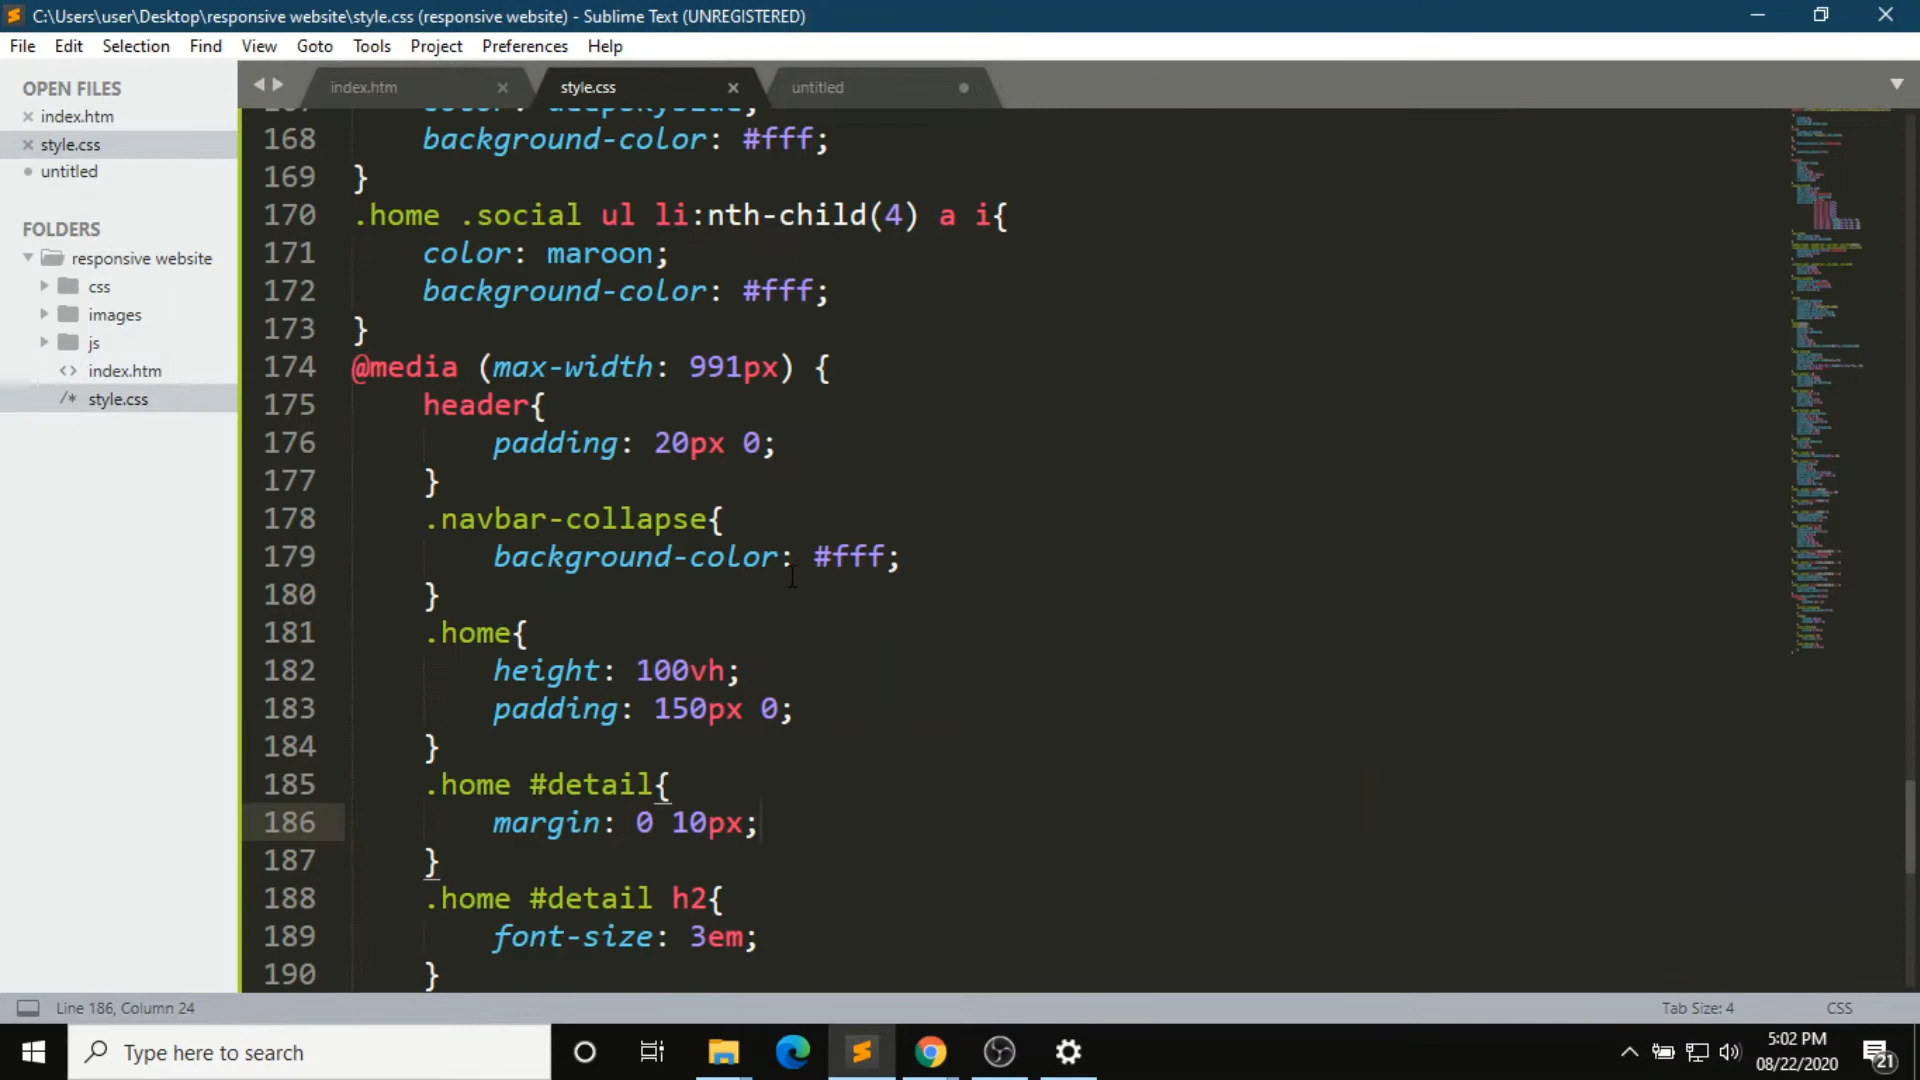 C:\Users\user\Desktop\responsive website\style.css (responsive website) - Sublime Text (UNREGISTERED)
File Edit Selection Find View Goto Tools Project Preferences Help
OPEN FILES
index.htm
style.css
untitled
FOLDERS
responsive website
css
images
js
<> index.htm
/* style.css
index.htm
style.css
untitled
168 background-color: #fff;
169 }
170 .home .social ul li:nth-child(4) a i{
171 color: maroon;
172 background-color: #fff;
173 }
174 @media (max-width: 991px) {
175 header{
176 padding: 20px 0;
177 }
178 .navbar-collapse{
179 background-color: #fff;
180 }
181 .home{
182 height: 100vh;
183 padding: 150px 0;
184 }
185 .home #detail{
186 margin: 0 10px;
187 }
188 .home #detail h2{
189 font-size: 3em;
190 }
Line 186, Column 24
Tab Size: 4
CSS
Type here to search
5:02 PM
08/22/2020
21